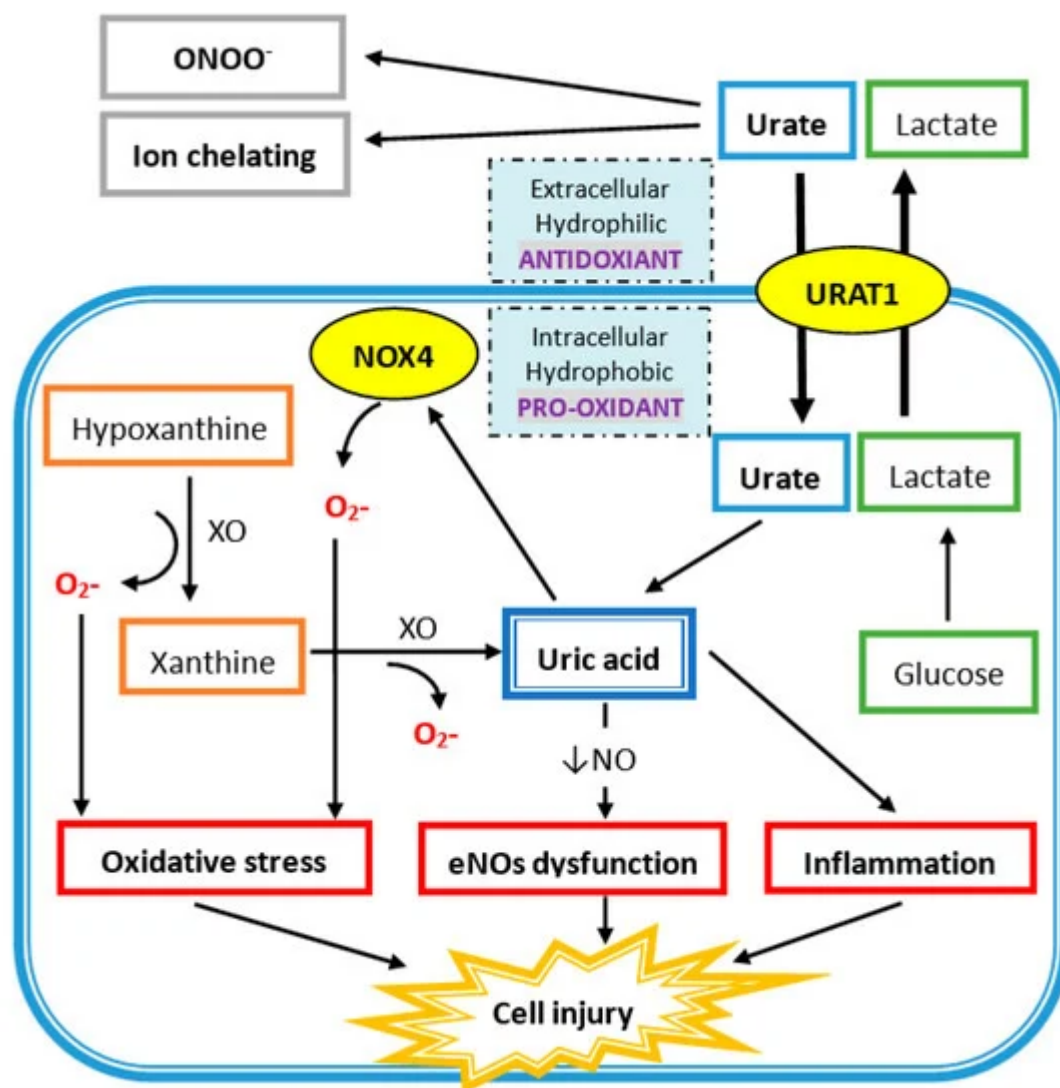 ONOO⁻
Urate
Lactate
Ion chelating
Extracellular
Hydrophilic
ANTIDOXIANT
URAT1
NOX4
Intracellular
Hydrophobic
PRO-OXIDANT
Hypoxanthine
Urate
Lactate
O₂-
XO
O₂-
XO
Xanthine
Uric acid
Glucose
O₂-
↓NO
Oxidative stress
eNOs dysfunction
Inflammation
Cell injury